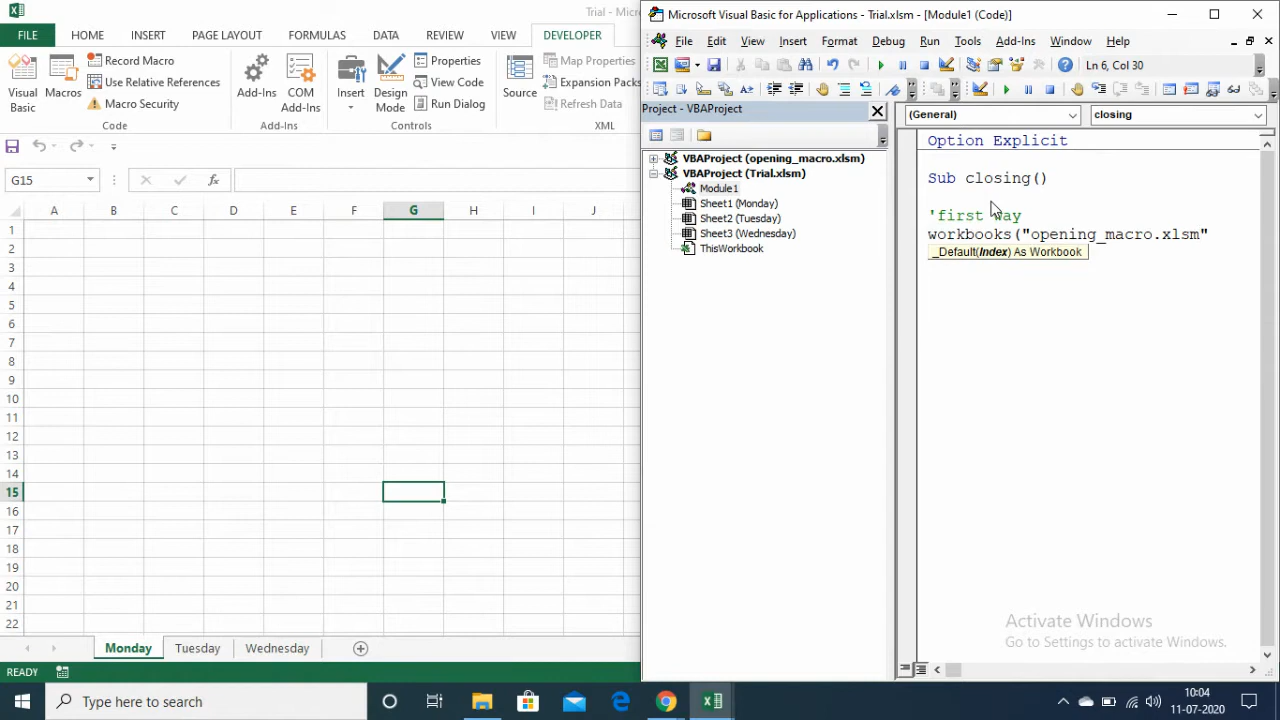 Trial - Micros
FILE HOME INSERT PAGE LAYOUT FORMULAS DATA REVIEW VIEW DEVELOPER
Visual Basic
Macros
Record Macro
Use Relative References
Macro Security
Code
Add-Ins
COM Add-Ins
Add-Ins
Insert
Design Mode
Properties
View Code
Run Dialog
Controls
Source
Map Properties
Expansion Packs
Refresh Data
XML
G15
fx
A B C D E F G H I J
1
2
3
4
5
6
7
8
9
10
11
12
13
14
15
16
17
18
19
20
21
22
Monday Tuesday Wednesday
READY
Microsoft Visual Basic for Applications - Trial.xlsm - [Module1 (Code)]
File Edit View Insert Format Debug Run Tools Add-Ins Window Help
Ln 6, Col 30
Project - VBAProject
VBAProject (opening_macro.xlsm)
VBAProject (Trial.xlsm)
Module1
Sheet1 (Monday)
Sheet2 (Tuesday)
Sheet3 (Wednesday)
ThisWorkbook
(General) closing
Option Explicit
Sub closing()
'first way
workbooks("opening_macro.xlsm"
_Default(Index) As Workbook
Activate Windows
Go to Settings to activate Windows.
Type here to search
10:04
11-07-2020